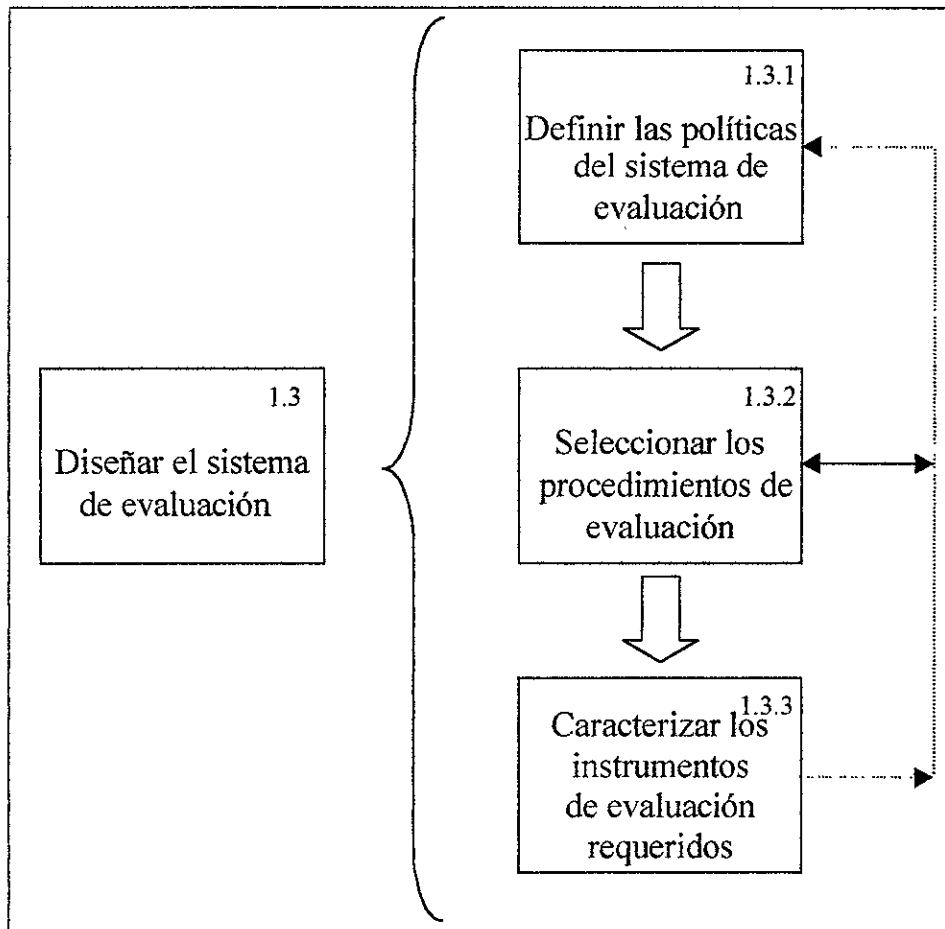 1.3
Diseñar el sistema
de evaluación
1.3.1
Definir las políticas
del sistema de
evaluación
1.3.2
Seleccionar los
procedimientos de
evaluación
1.3.3
Caracterizar los
instrumentos
de evaluación
requeridos